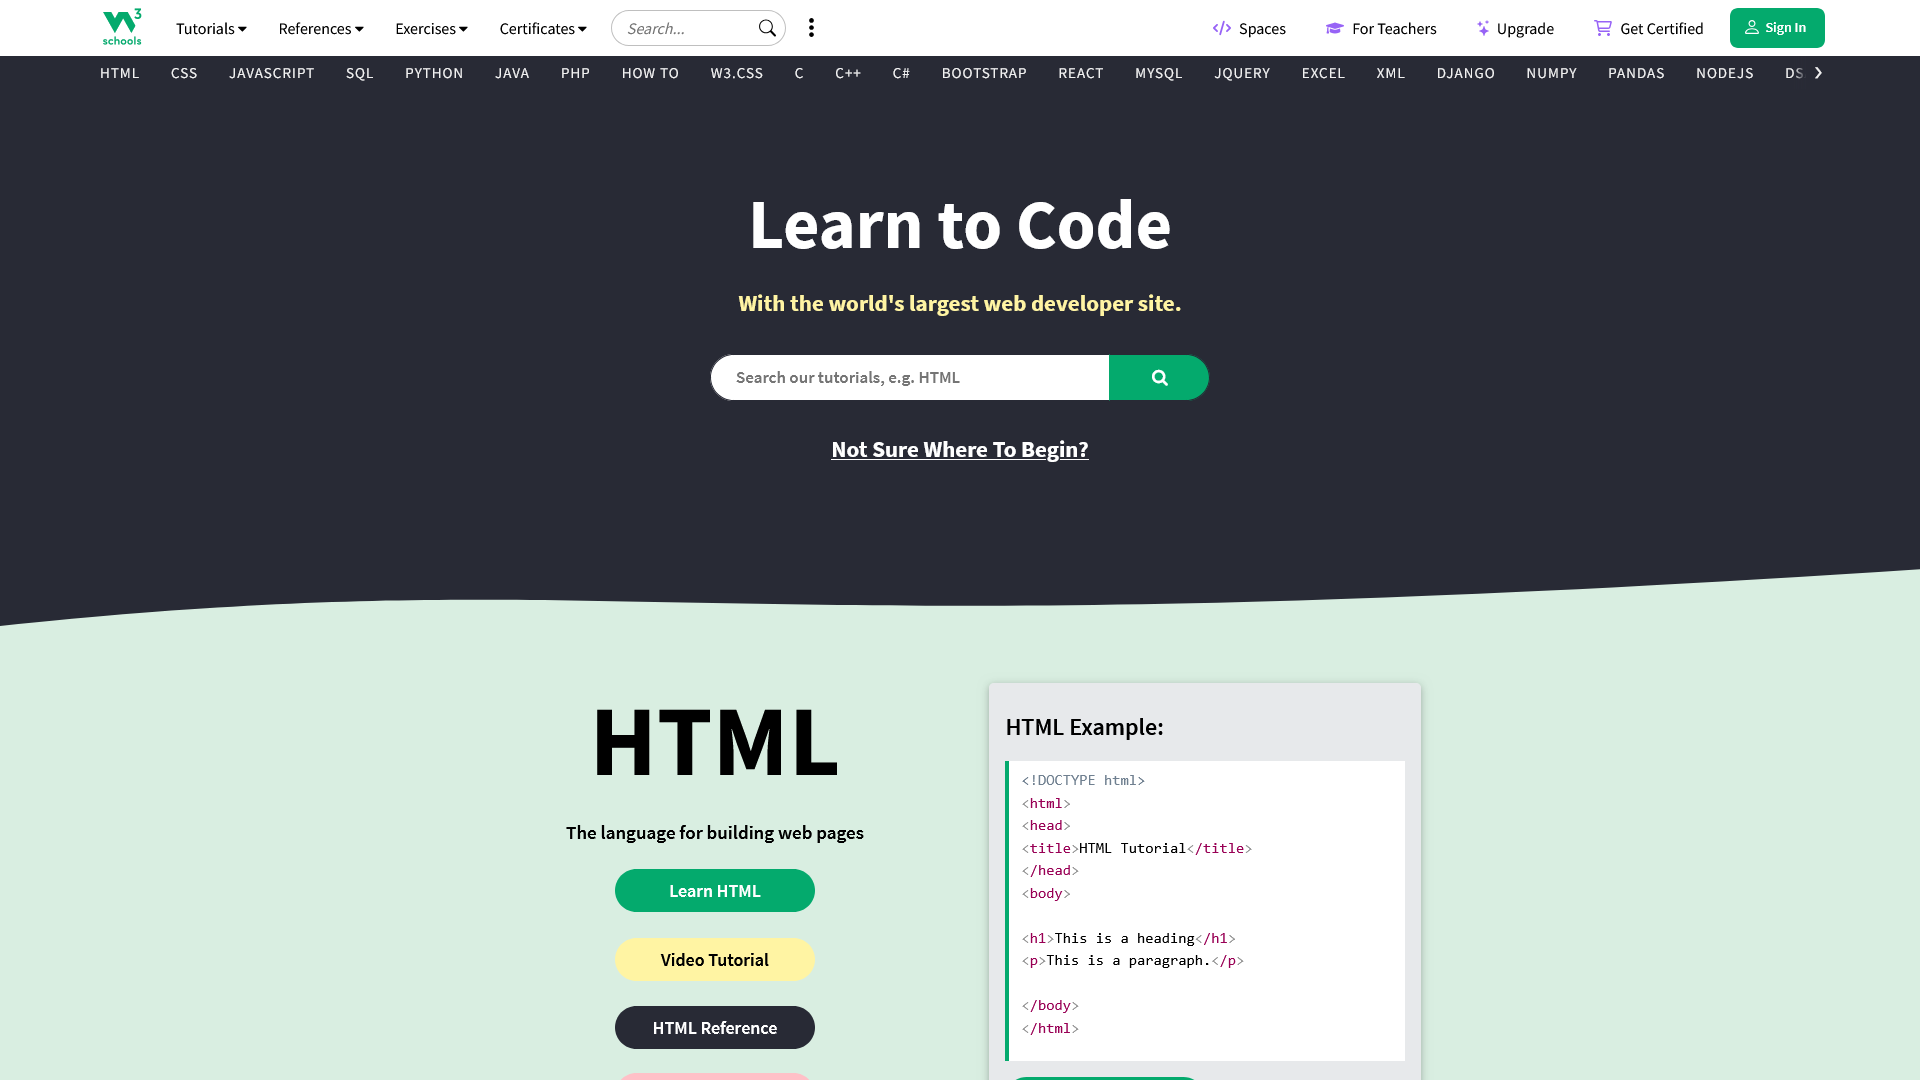 3
schools
Tutorials
References
Exercises
Certificates
Search...
Spaces
For Teachers
Upgrade
Get Certified
Sign In
HTML CSS JAVASCRIPT SQL PYTHON JAVA PHP HOW TO W3.CSS C C++ C# BOOTSTRAP REACT MYSQL JQUERY EXCEL XML DJANGO NUMPY PANDAS NODEJS DS
Learn to Code
With the world's largest web developer site.
Search our tutorials, e.g. HTML
Not Sure Where To Begin?
HTML
The language for building web pages
Learn HTML
Video Tutorial
HTML Reference
HTML Example:
<!DOCTYPE html>
<html>
<head>
<title>HTML Tutorial</title>
</head>
<body>
<h1>This is a heading</h1>
<p>This is a paragraph.</p>
</body>
</html>